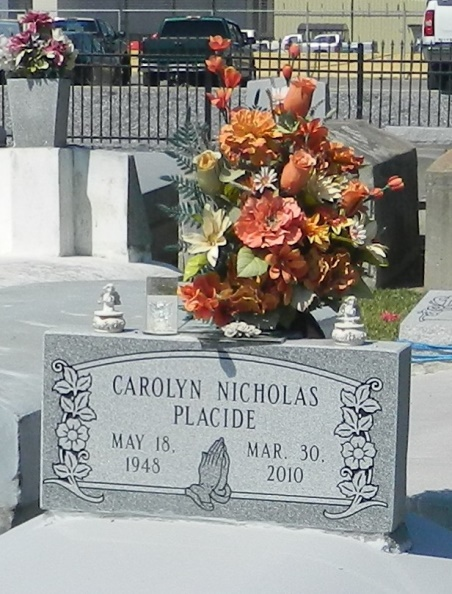 CAROLYN NICHOLAS
PLACIDE
MAY 18,
1948
MAR. 30,
2010